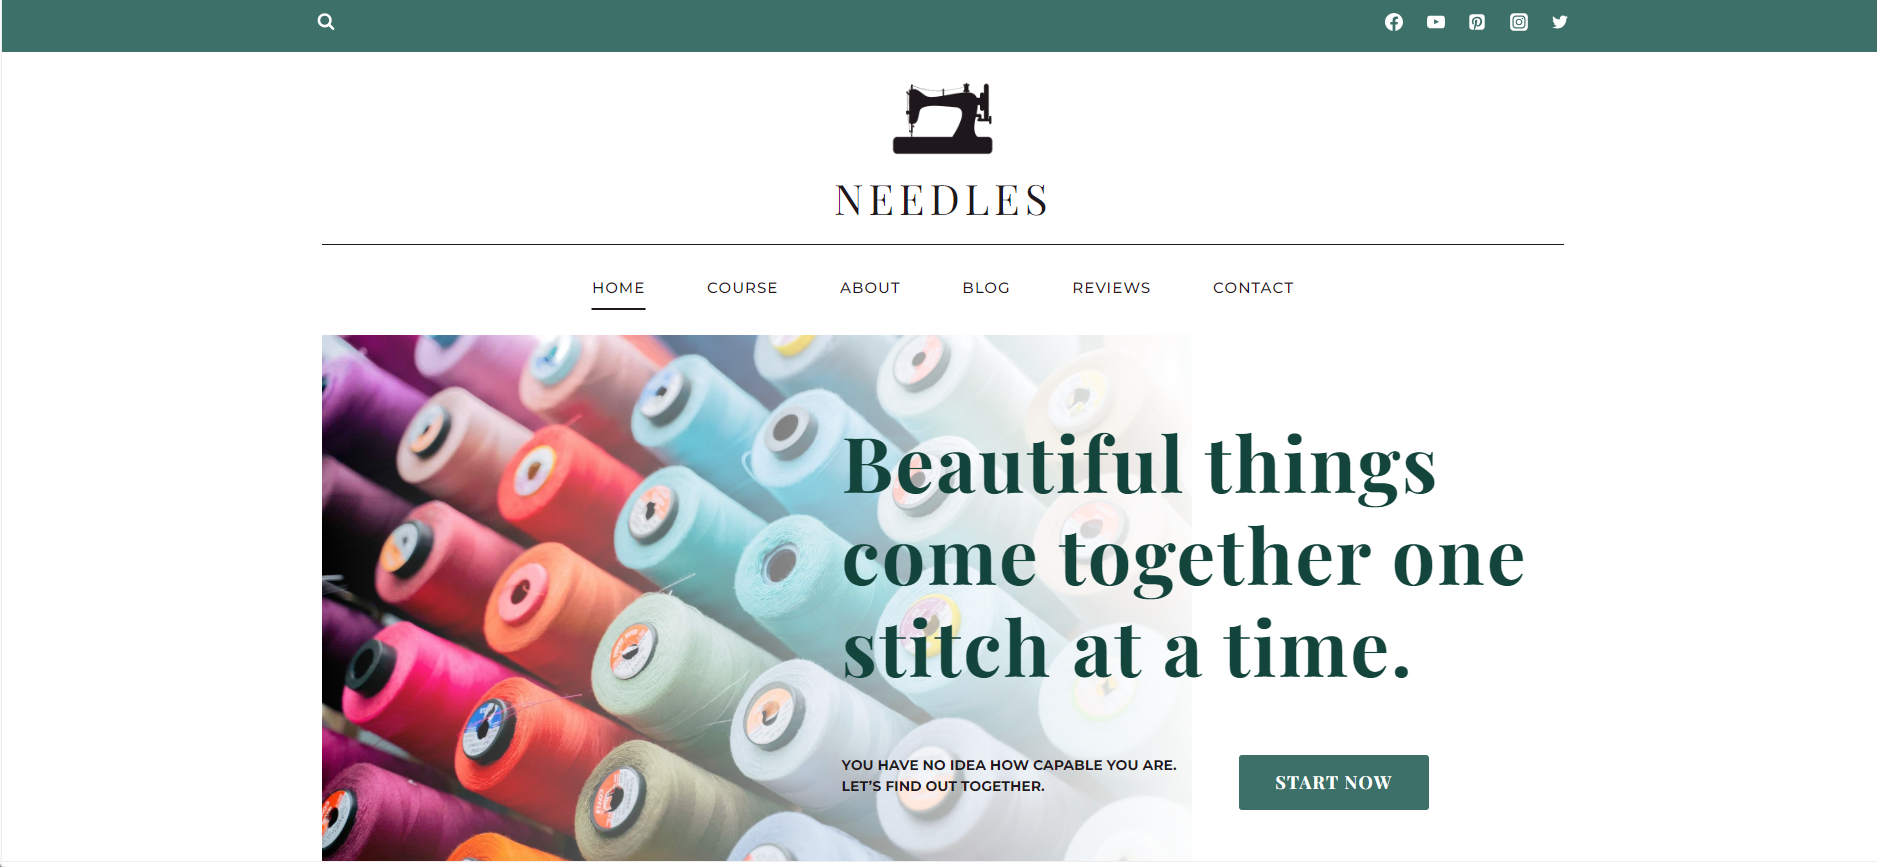 NEEDLES
HOME COURSE ABOUT BLOG REVIEWS CONTACT
Beautiful things
come together one
stitch at a time.
YOU HAVE NO IDEA HOW CAPABLE YOU ARE.
LET’S FIND OUT TOGETHER.
START NOW